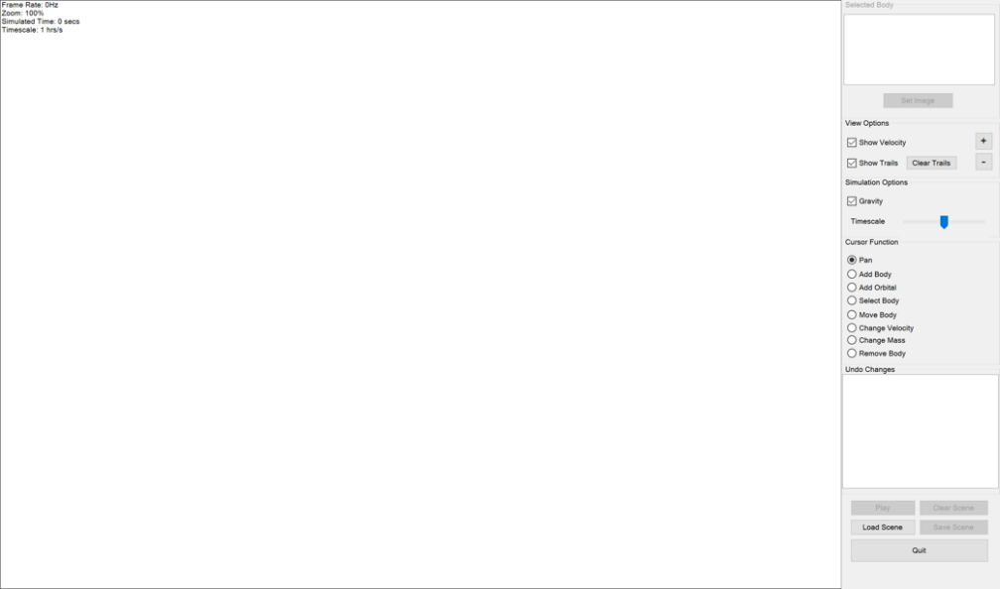 Frame Rate: 0Hz
Zoom: 100%
Simulated Time: 0 secs
Timescale: 1 hrs/s
Selected Body
Set Image
View Options
Show Velocity
+
Show Trails
Clear Trails
-
Simulation Options
Gravity
Timescale
Cursor Function
Pan
Add Body
Add Orbital
Select Body
Move Body
Change Velocity
Change Mass
Remove Body
Undo Changes
Play
Clear Scene
Load Scene
Save Scene
Quit